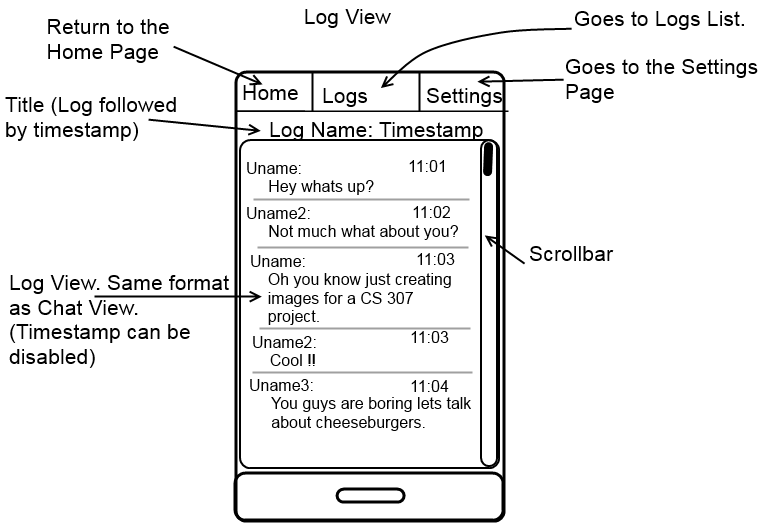 Log View
Return to the
Home Page
Goes to Logs List.
Goes to the Settings
Page
Home Logs Settings
Title (Log followed
by timestamp)
Log Name: Timestamp
Uname: 11:01
Hey whats up?
Uname2: 11:02
Not much what about you?
Uname: 11:03
Oh you know just creating
images for a CS 307
project.
Uname2: 11:03
Cool !!
Uname3: 11:04
You guys are boring lets talk
about cheeseburgers.
Scrollbar
Log View. Same format
as Chat View.
(Timestamp can be
disabled)